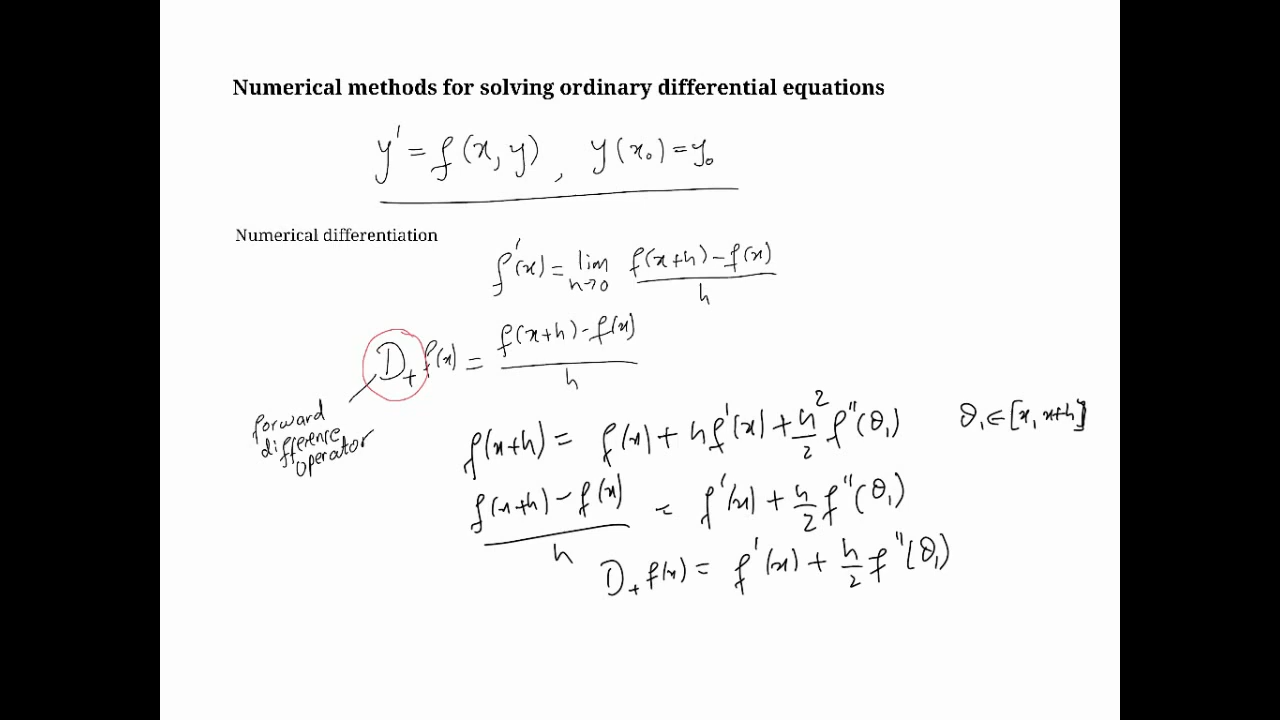 Numerical methods for solving ordinary differential equations
y' = f(x, y) , y(x₀) = y₀
Numerical differentiation
f'(x) = lim h→0 (f(x+h) − f(x)) / h
D₊ f(x) = (f(x+h) − f(x)) / h
forward
difference
operator
f(x+h) = f(x) + h f'(x) + h²/2 f''(θ₁) θ₁ ∈ [x, x+h]
(f(x+h) − f(x)) / h = f'(x) + h/2 f''(θ₁)
D₊ f(x) = f'(x) + h/2 f''(θ₁)